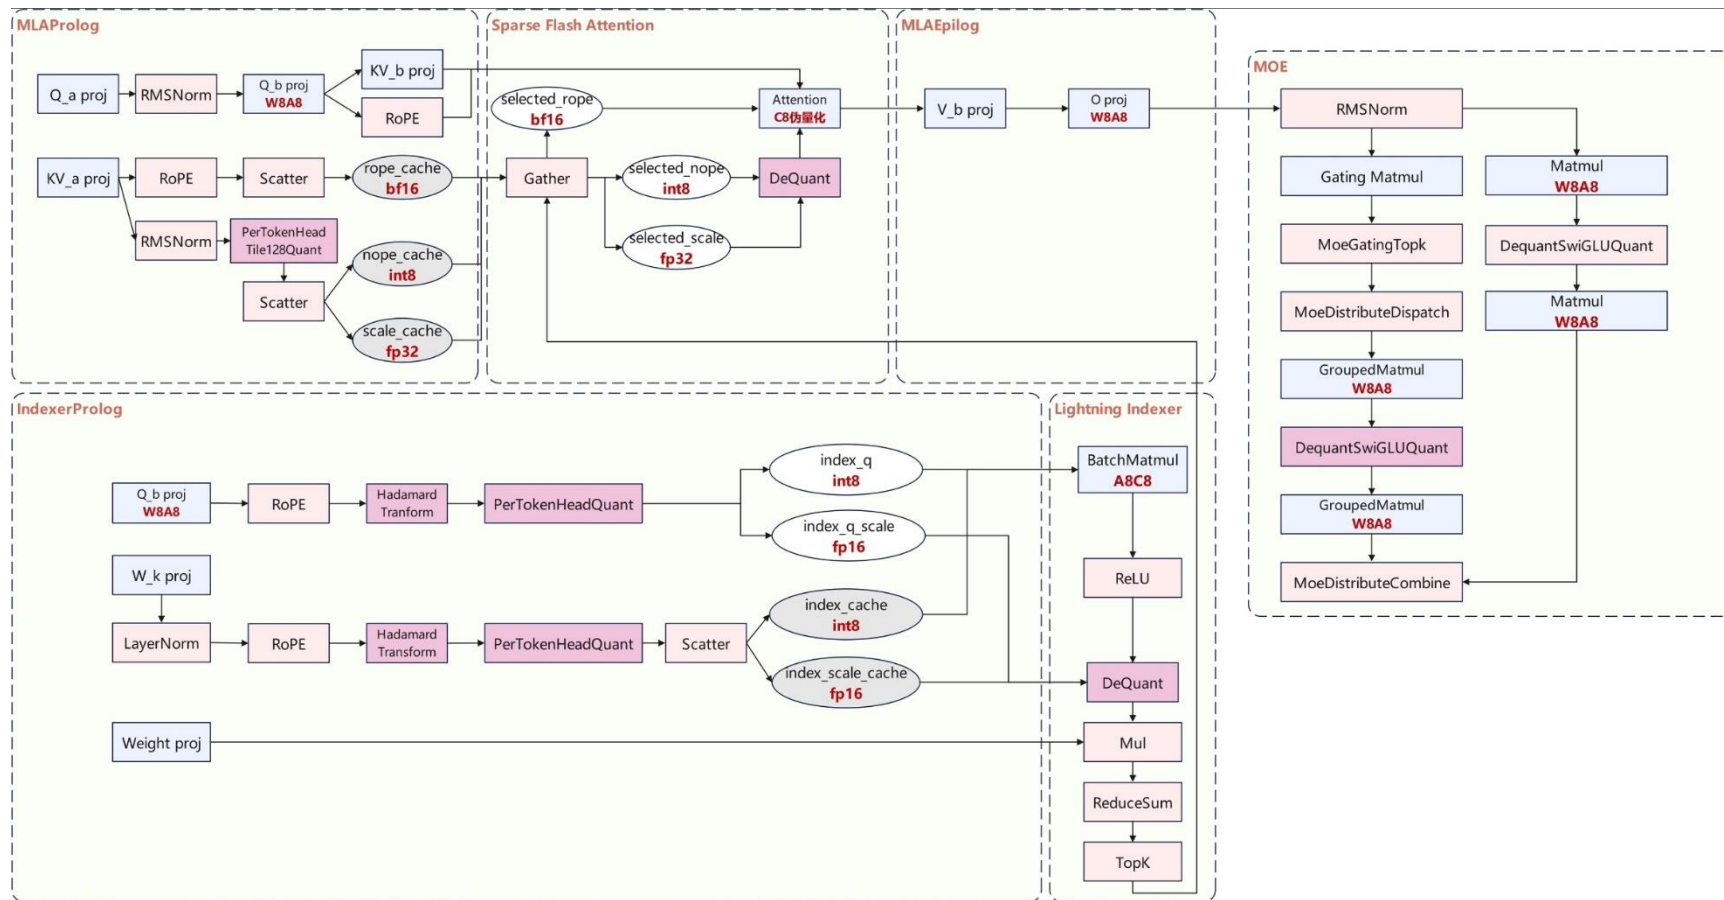 MLAProlog
Q_a proj
RMSNorm
Q_b proj
W8A8
KV_b proj
RoPE
KV_a proj
RoPE
Scatter
rope_cache
bf16
RMSNorm
PerTokenHead
Tile128Quant
Scatter
nope_cache
int8
scale_cache
fp32
Sparse Flash Attention
selected_rope
bf16
Attention
C8伪量化
Gather
selected_nope
int8
DeQuant
selected_scale
fp32
MLAEpilog
V_b proj
O proj
W8A8
MOE
RMSNorm
Gating Matmul
MoeGatingTopk
MoeDistributeDispatch
GroupedMatmul
W8A8
DequantSwiGLUQuant
GroupedMatmul
W8A8
MoeDistributeCombine
Matmul
W8A8
DequantSwiGLUQuant
Matmul
W8A8
IndexerProlog
Q_b proj
W8A8
RoPE
Hadamard
Tranform
PerTokenHeadQuant
index_q
int8
index_q_scale
fp16
W_k proj
LayerNorm
RoPE
Hadamard
Transform
PerTokenHeadQuant
Scatter
index_cache
int8
index_scale_cache
fp16
Weight proj
Lightning Indexer
BatchMatmul
A8C8
ReLU
DeQuant
Mul
ReduceSum
TopK